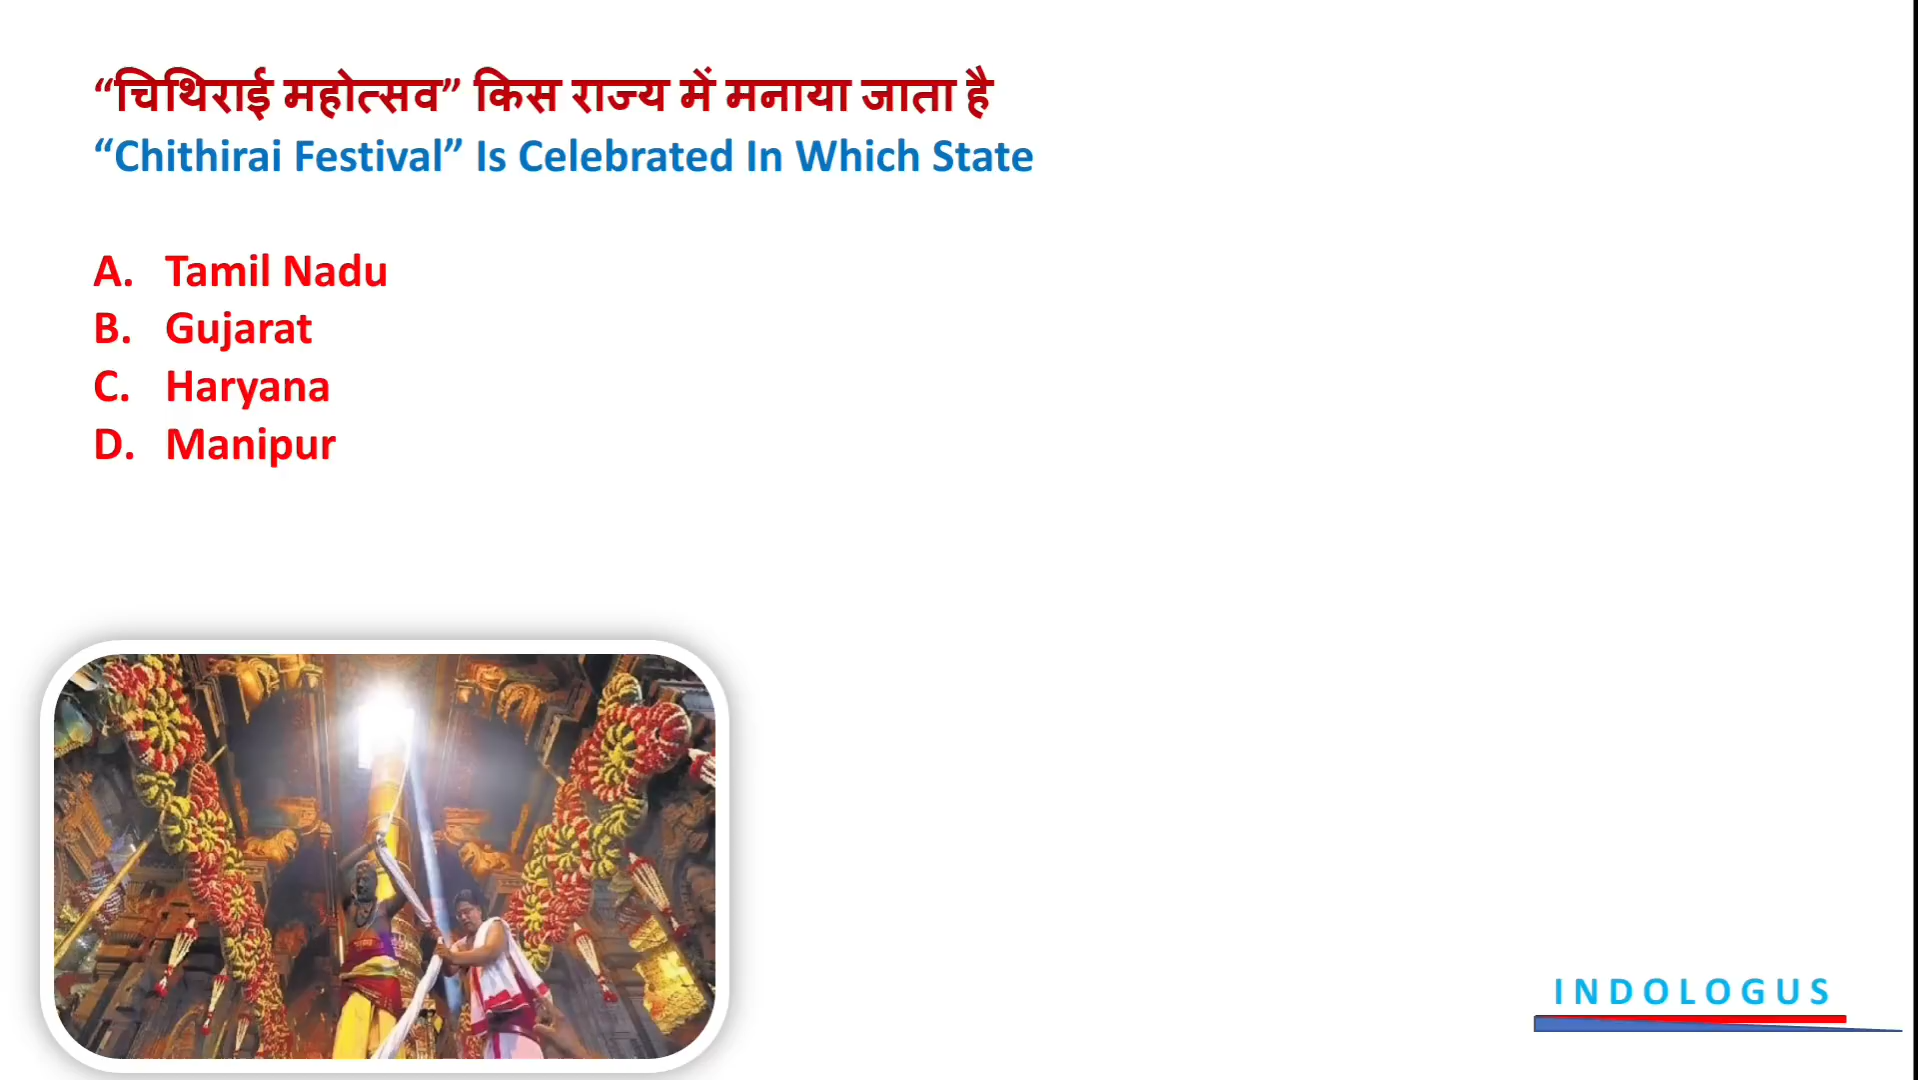 “चिथिराई महोत्सव” किस राज्य में मनाया जाता है
“Chithirai Festival” Is Celebrated In Which State
A. Tamil Nadu
B. Gujarat
C. Haryana
D. Manipur
INDOLOGUS